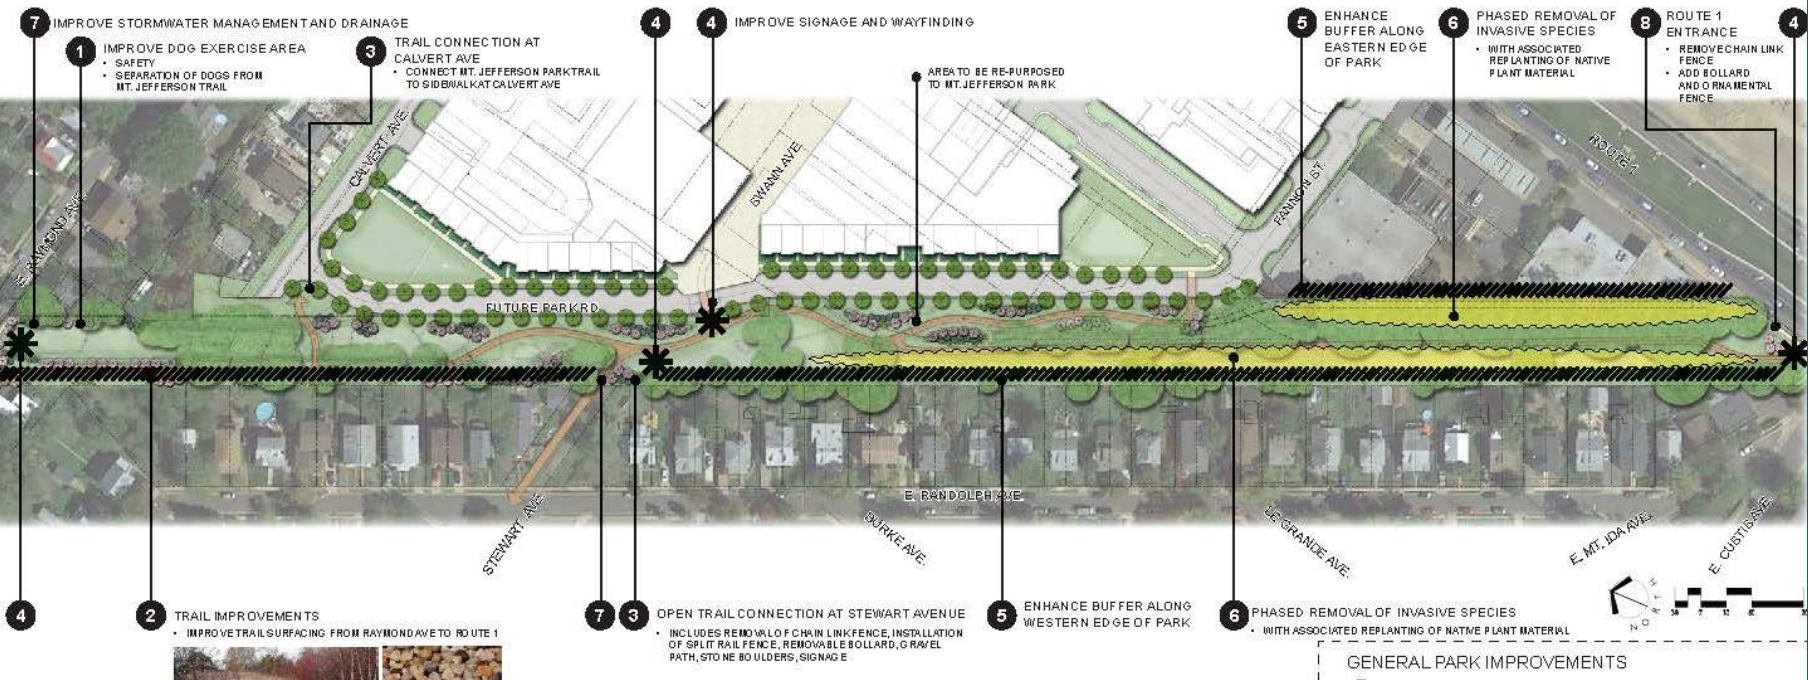 7 IMPROVE STORMWATER MANAGEMENT AND DRAINAGE
1 IMPROVE DOG EXERCISE AREA
• SAFETY
• SEPARATION OF DOGS FROM
MT. JEFFERSON TRAIL
3 TRAIL CONNECTION AT
CALVERT AVE
• CONNECT MT. JEFFERSON PARK TRAIL
TO SIDEWALK AT CALVERT AVE
4
4 IMPROVE SIGNAGE AND WAYFINDING
AREA TO BE RE-PURPOSED
TO MT. JEFFERSON PARK
5 ENHANCE
BUFFER ALONG
EASTERN EDGE
OF PARK
6 PHASED REMOVAL OF
INVASIVE SPECIES
• WITH ASSOCIATED
REPLANTING OF NATIVE
PLANT MATERIAL
8 ROUTE 1
ENTRANCE
• REMOVE CHAIN LINK
FENCE
• ADD BOLLARD
AND ORNAMENTAL
FENCE
4
E. RAYMOND AVE.
CALVERT AVE.
SWANN AVE.
FANNON ST.
ROUTE 1
FUTURE PARK RD
E. RANDOLPH AVE.
STEWART AVE.
BURKE AVE.
LE GRANDE AVE.
E. MT. IDA AVE.
E. CUSTIS AVE.
NORTH
4
2 TRAIL IMPROVEMENTS
• IMPROVE TRAIL SURFACING FROM RAYMOND AVE TO ROUTE 1
7
3 OPEN TRAIL CONNECTION AT STEWART AVENUE
• INCLUDES REMOVAL OF CHAIN LINK FENCE, INSTALLATION
OF SPLIT RAIL FENCE, REMOVABLE BOLLARD, GRAVEL
PATH, STONE BOULDERS, SIGNAGE
5 ENHANCE BUFFER ALONG
WESTERN EDGE OF PARK
6 PHASED REMOVAL OF INVASIVE SPECIES
• WITH ASSOCIATED REPLANTING OF NATIVE PLANT MATERIAL
GENERAL PARK IMPROVEMENTS